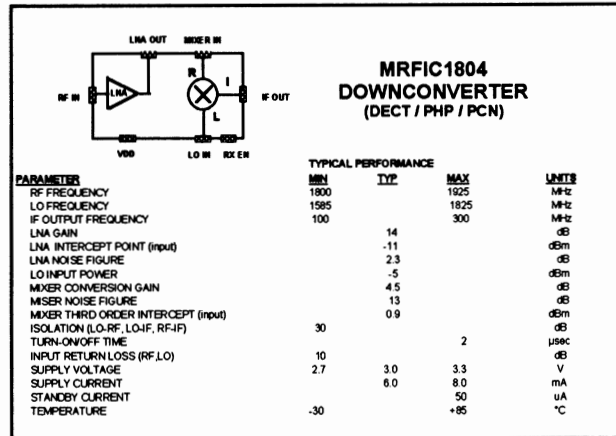 LNA OUT MIXER IN
R
LNA
I
RF IN
IF OUT
L
VDD LO IN RX EN
MRFIC1804
DOWNCONVERTER
(DECT / PHP / PCN)
TYPICAL PERFORMANCE
PARAMETER MIN TYP MAX UNITS
RF FREQUENCY 1800 1925 MHz
LO FREQUENCY 1585 1825 MHz
IF OUTPUT FREQUENCY 100 300 MHz
LNA GAIN 14 dB
LNA INTERCEPT POINT (input) -11 dBm
LNA NOISE FIGURE 2.3 dB
LO INPUT POWER -5 dBm
MIXER CONVERSION GAIN 4.5 dB
MISER NOISE FIGURE 13 dB
MIXER THIRD ORDER INTERCEPT (input) 0.9 dBm
ISOLATION (LO-RF, LO-IF, RF-IF) 30 dB
TURN-ON/OFF TIME 2 µsec
INPUT RETURN LOSS (RF,LO) 10 dB
SUPPLY VOLTAGE 2.7 3.0 3.3 V
SUPPLY CURRENT 6.0 8.0 mA
STANDBY CURRENT 50 uA
TEMPERATURE -30 +85 °C